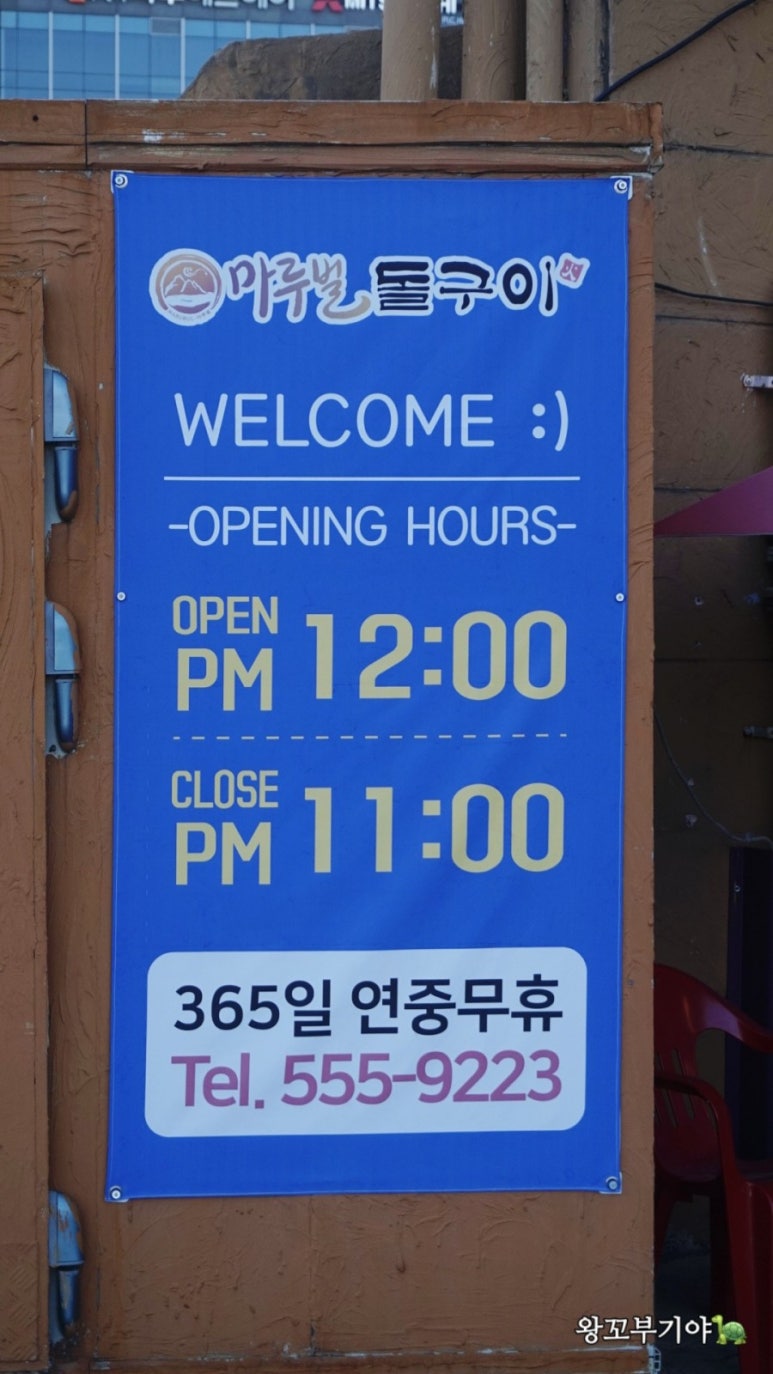 마루벌 돌구이
WELCOME :)
-OPENING HOURS-
OPEN
PM 12:00
CLOSE
PM 11:00
365일 연중무휴
Tel. 555-9223
왕꼬부기야